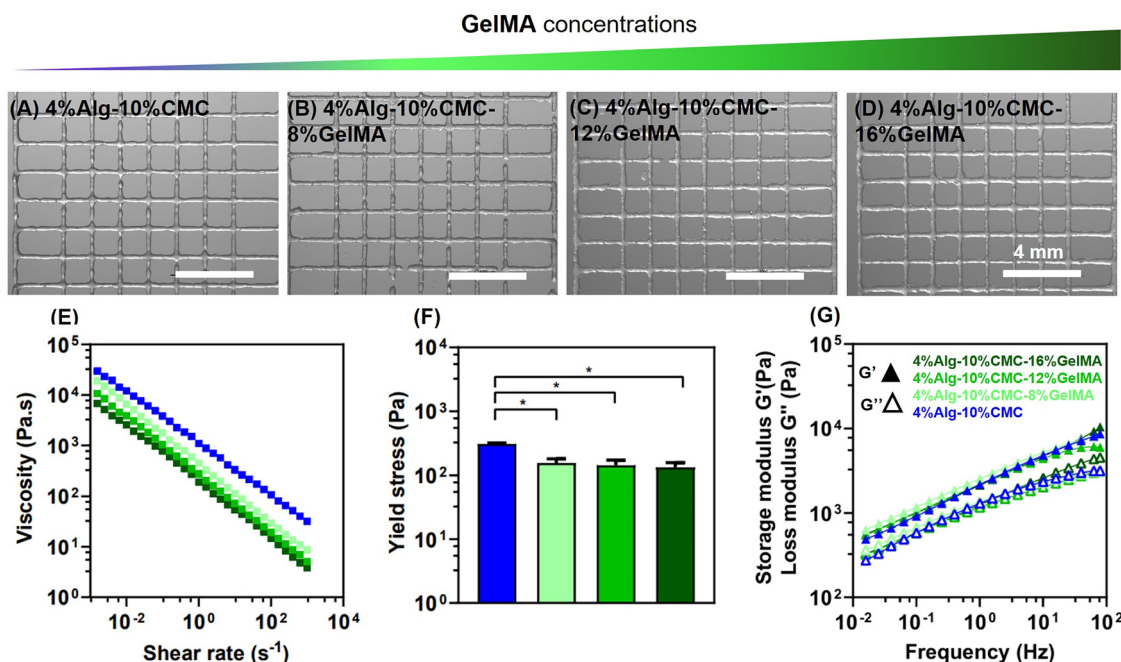 GelMA concentrations
(A) 4%Alg-10%CMC
(B) 4%Alg-10%CMC-
8%GelMA
(C) 4%Alg-10%CMC-
12%GelMA
(D) 4%Alg-10%CMC-
16%GelMA
4 mm
(E)
10⁵
10⁴
10³
10²
10¹
10⁰
Viscosity (Pa.s)
10⁻²
10⁰
10²
10⁴
Shear rate (s⁻¹)
(F)
10⁴
10³
10²
10¹
10⁰
Yield stress (Pa)
*
*
*
(G)
G' 4%Alg-10%CMC-16%GelMA
4%Alg-10%CMC-12%GelMA
G'' 4%Alg-10%CMC-8%GelMA
4%Alg-10%CMC
10⁴
10³
10²
Storage modulus G'(Pa)
Loss modulus G'' (Pa)
10⁻²
10⁻¹
10⁰
10¹
10²
Frequency (Hz)